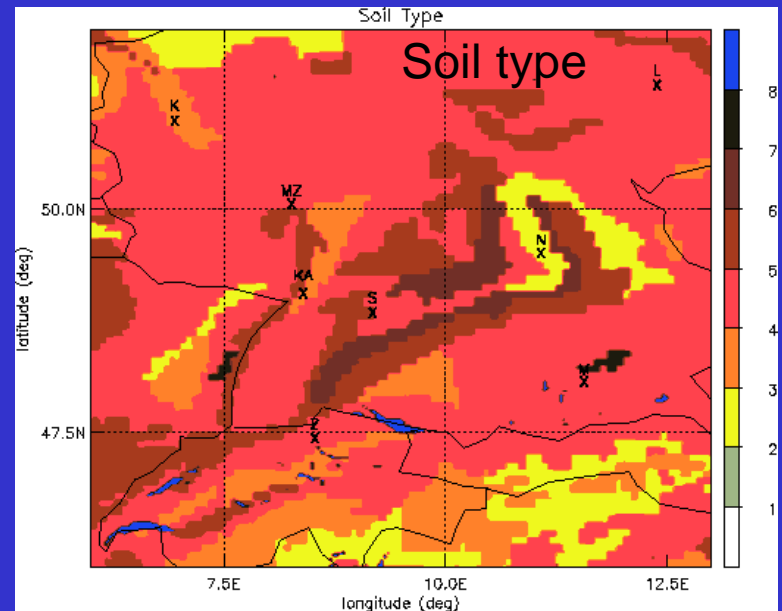 Soil Type
Soil type
L
K
MZ
50.0N
N
KA
S
M
47.5N
Z
7.5E
10.0E
12.5E
longitude (deg)
latitude (deg)
8
7
6
5
4
3
2
1